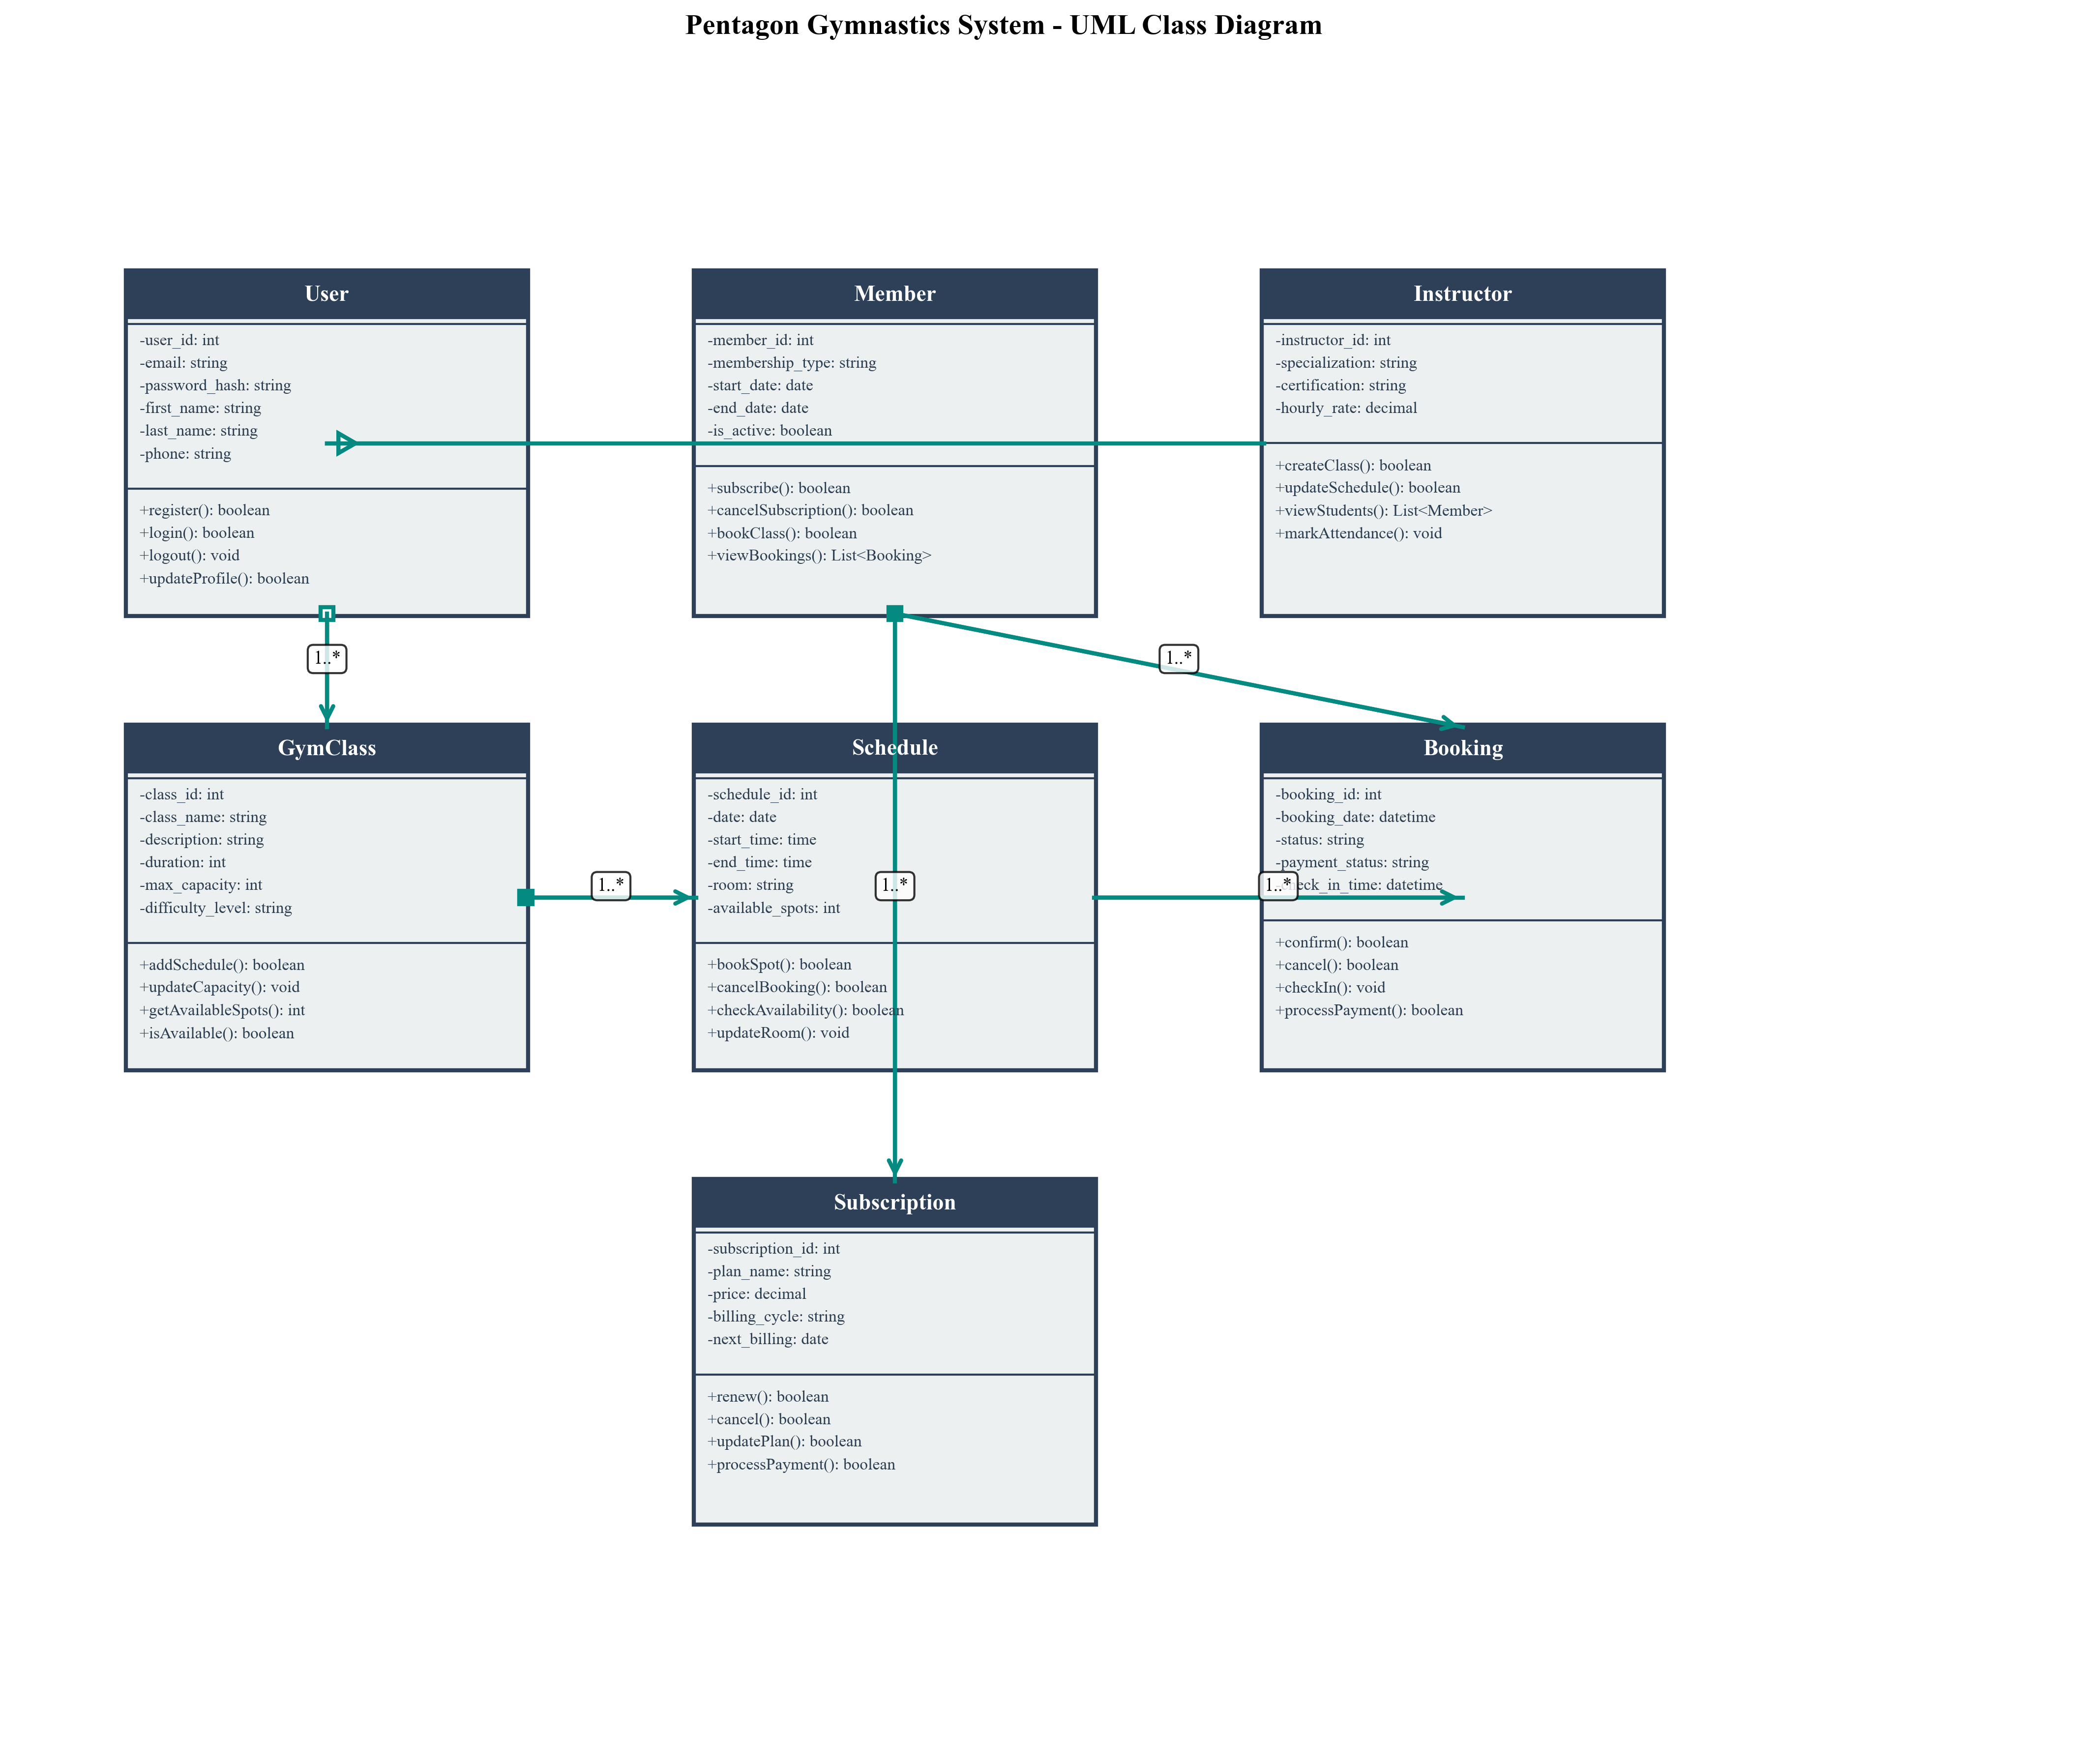 Pentagon Gymnastics System - UML Class Diagram
User
-user_id: int
-email: string
-password_hash: string
-first_name: string
-last_name: string
-phone: string
+register(): boolean
+login(): boolean
+logout(): void
+updateProfile(): boolean
Member
-member_id: int
-membership_type: string
-start_date: date
-end_date: date
-is_active: boolean
+subscribe(): boolean
+cancelSubscription(): boolean
+bookClass(): boolean
+viewBookings(): List<Booking>
Instructor
-instructor_id: int
-specialization: string
-certification: string
-hourly_rate: decimal
+createClass(): boolean
+updateSchedule(): boolean
+viewStudents(): List<Member>
+markAttendance(): void
1..*
1..*
GymClass
-class_id: int
-class_name: string
-description: string
-duration: int
-max_capacity: int
-difficulty_level: string
+addSchedule(): boolean
+updateCapacity(): void
+getAvailableSpots(): int
+isAvailable(): boolean
1..*
Schedule
-schedule_id: int
-date: date
-start_time: time
-end_time: time
-room: string
-available_spots: int
+bookSpot(): boolean
+cancelBooking(): boolean
+checkAvailability(): boolean
+updateRoom(): void
1..*
1..*
Booking
-booking_id: int
-booking_date: datetime
-status: string
-payment_status: string
-check_in_time: datetime
+confirm(): boolean
+cancel(): boolean
+checkIn(): void
+processPayment(): boolean
Subscription
-subscription_id: int
-plan_name: string
-price: decimal
-billing_cycle: string
-next_billing: date
+renew(): boolean
+cancel(): boolean
+updatePlan(): boolean
+processPayment(): boolean